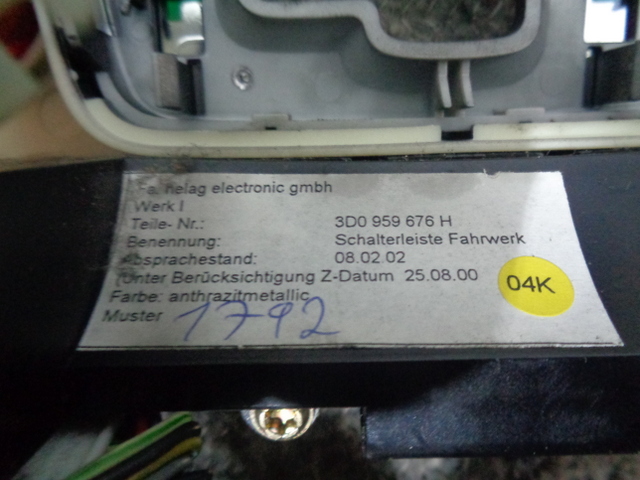 Fa. helag electronic gmbh
Werk I
Teile- Nr.: 3D0 959 676 H
Benennung: Schalterleiste Fahrwerk
Absprachestand: 08.02.02
(Unter Berücksichtigung Z-Datum 25.08.00
Farbe: anthrazitmetallic
Muster 1792
04K